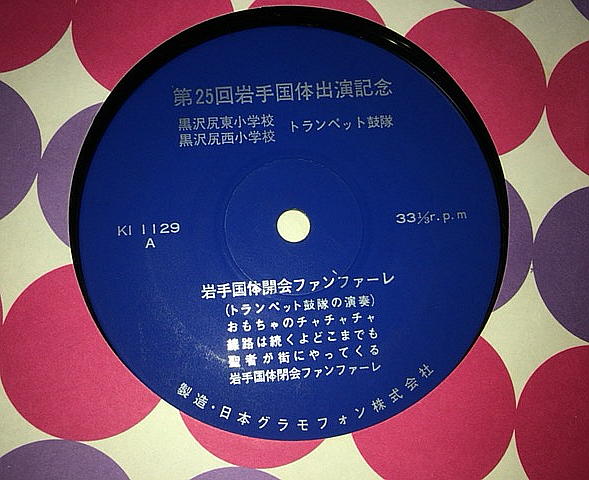 第25回岩手国体出演記念
黒沢尻東小学校
黒沢尻西小学校
トランペット鼓隊
KI 1129
A
33⅓r.p.m
岩手国体開会ファンファーレ
(トランペット鼓隊の演奏)
おもちゃのチャチャチャ
線路は続くよどこまでも
聖者が街にやってくる
岩手国体閉会ファンファーレ
製造・日本グラモフォン株式会社